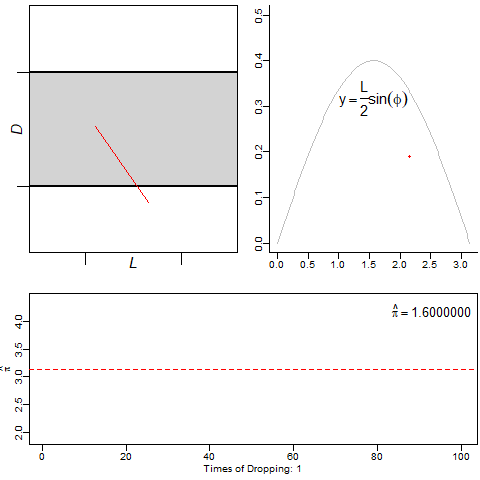 D
L
0.0 0.1 0.2 0.3 0.4 0.5
y = L/2 sin(ϕ)
0.0 0.5 1.0 1.5 2.0 2.5 3.0
π̂ = 1.6000000
π̂
2.0 2.5 3.0 3.5 4.0
0 20 40 60 80 100
Times of Dropping: 1